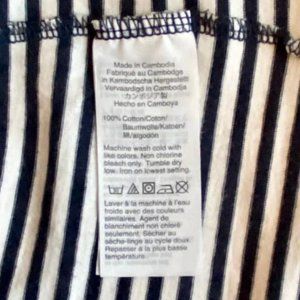 Made in Cambodia
Fabriqué au Cambodge
In Kambodscha Hergestellt
Vervaardigd in Cambodja
カンボジア製
Hecho en Camboya
100% Cotton/Coton/
Baumwolle/Katoen/
綿/algodón
Machine wash cold with
like colors. Non chlorine
bleach only. Tumble dry
low. Iron on lowest setting.
Laver à la machine à l'eau
froide avec des couleurs
similaires. Agent de
blanchiment non chloré
seulement. Sécher au
sèche-linge au cycle doux.
Repasser à basse
température.